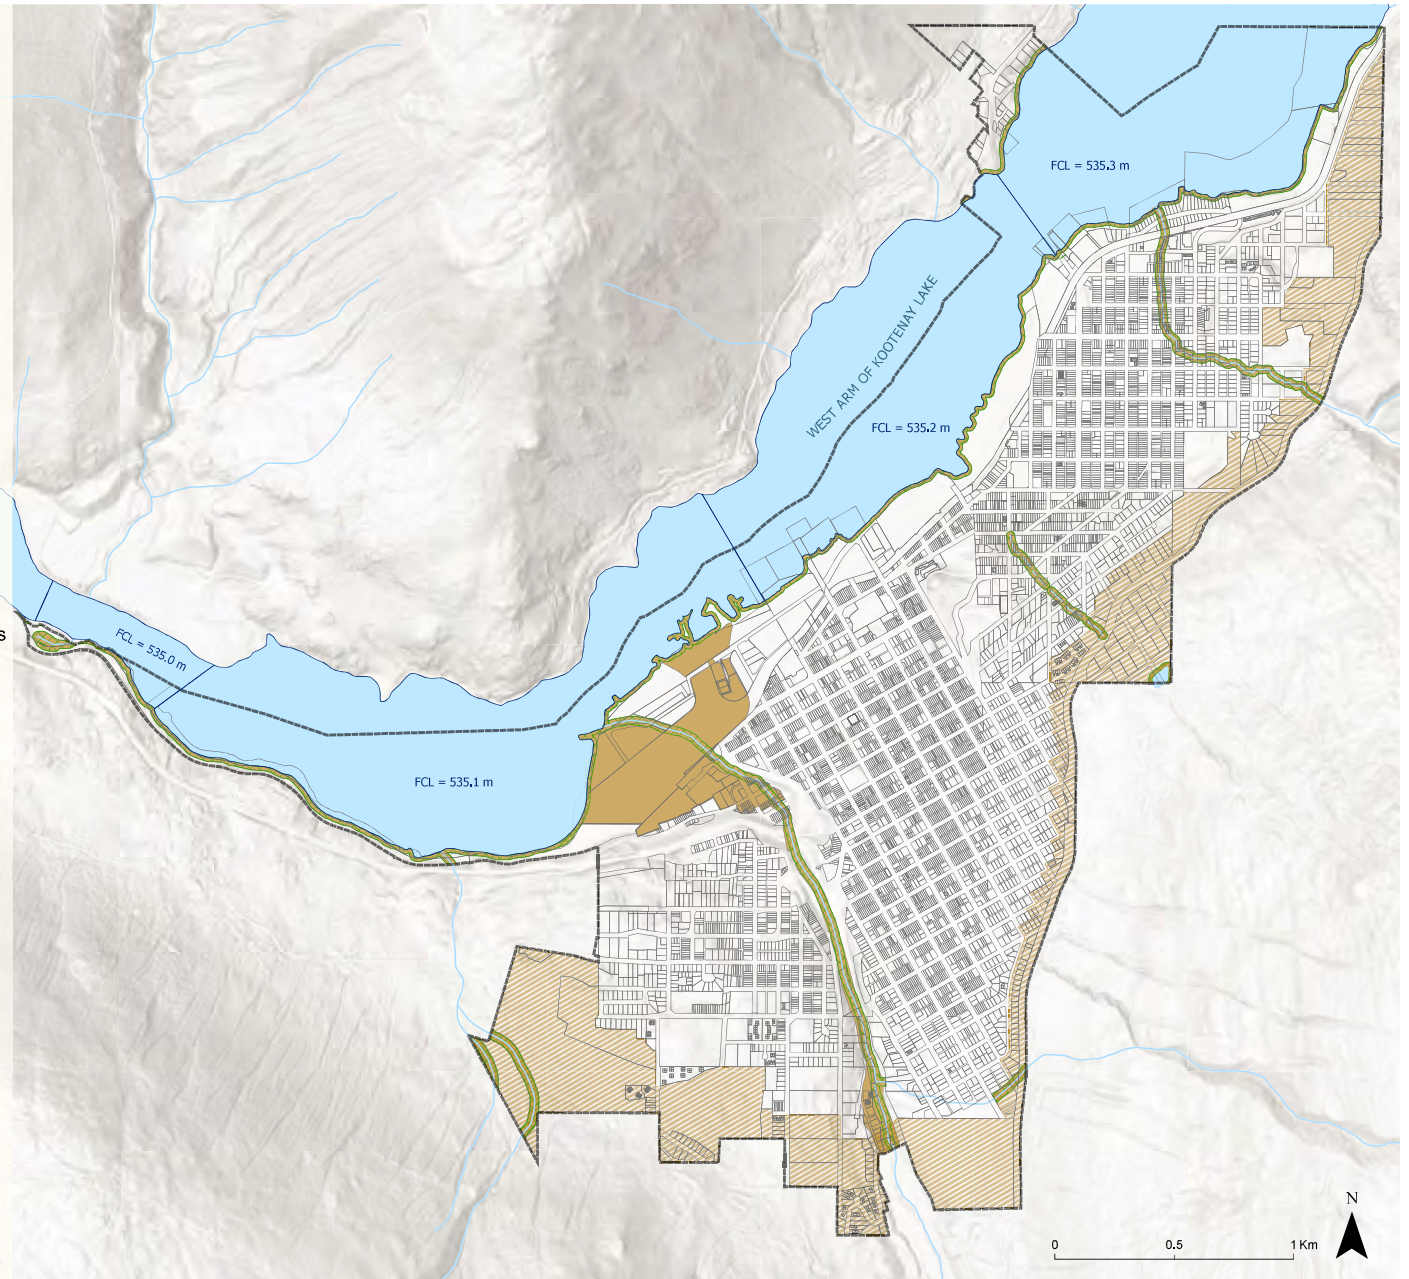 FCL = 535.3 m
WEST ARM OF KOOTENAY LAKE
FCL = 535.2 m
s
FCL = 535.0 m
FCL = 535.1 m
N
0 0.5 1 Km